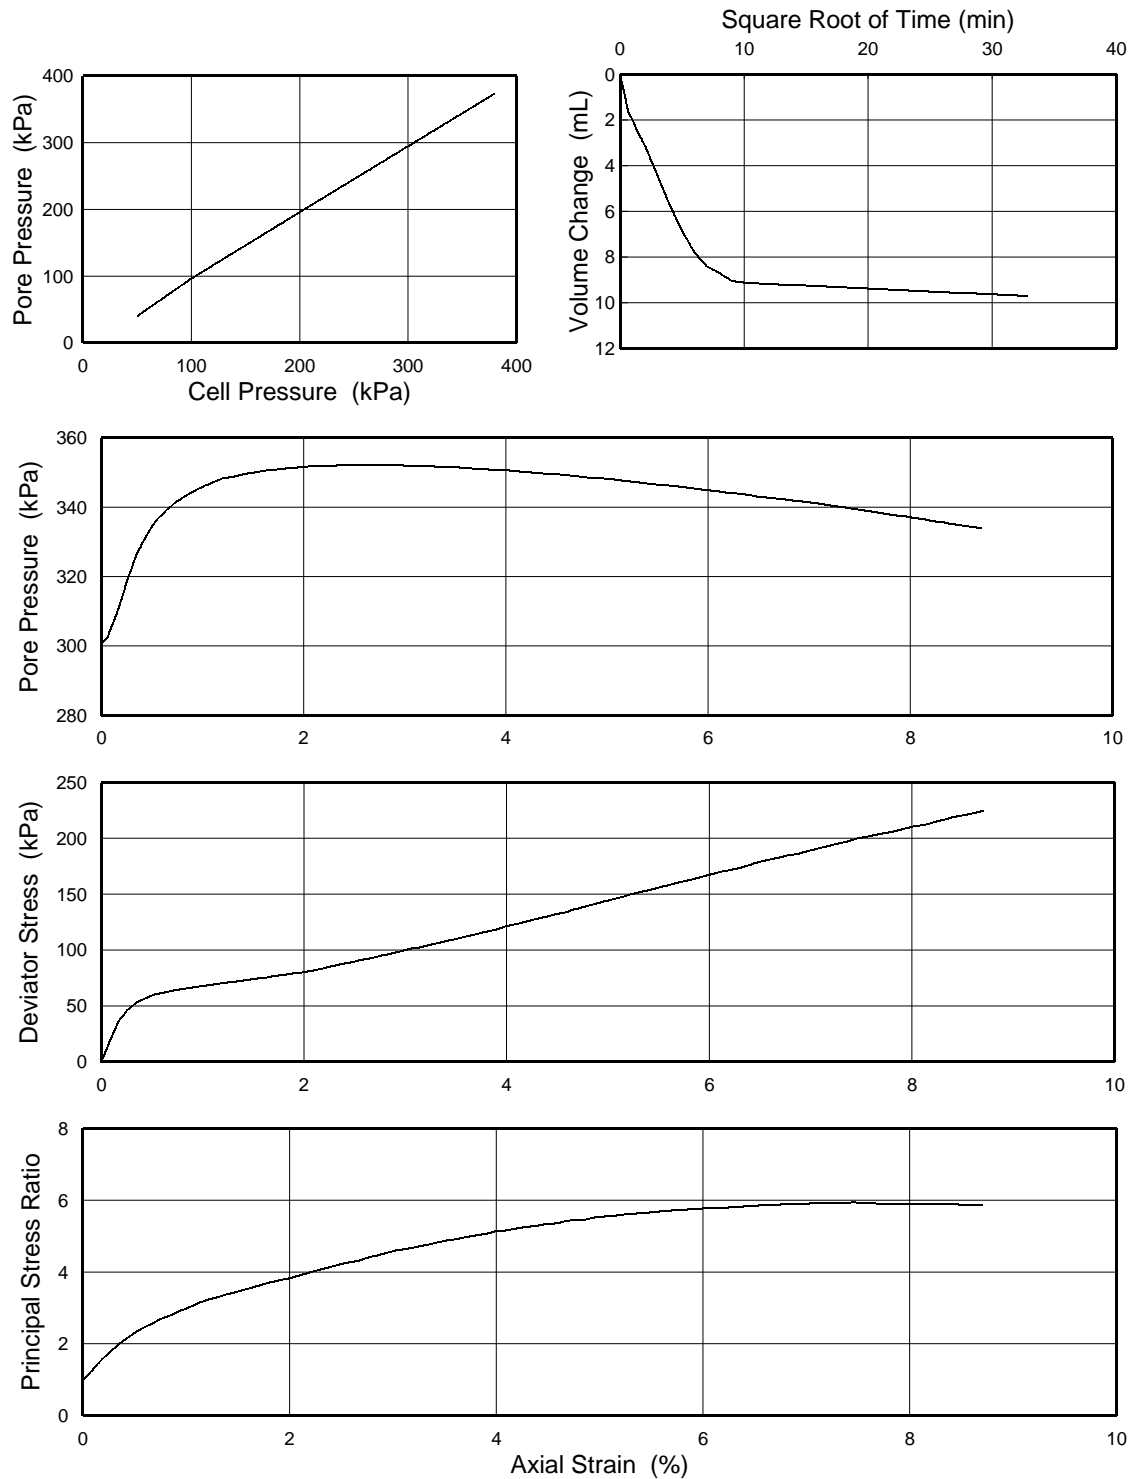 Square Root of Time (min)
0 10 20 30 40
400
300
200
100
0
Pore Pressure (kPa)
0 100 200 300 400
Cell Pressure (kPa)
0
2
4
6
8
10
12
Volume Change (mL)
360
340
320
300
280
Pore Pressure (kPa)
0 2 4 6 8 10
250
200
150
100
50
0
Deviator Stress (kPa)
0 2 4 6 8 10
8
6
4
2
0
Principal Stress Ratio
0 2 4 6 8 10
Axial Strain (%)